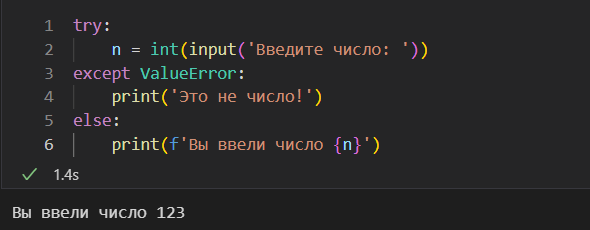 1 try:
2 n = int(input('Введите число: '))
3 except ValueError:
4 print('Это не число!')
5 else:
6 print(f'Вы ввели число {n}')
1.4s
Вы ввели число 123